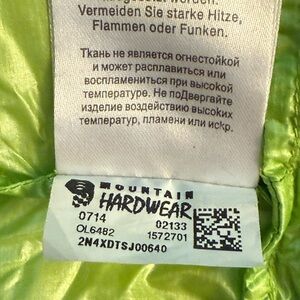 Vermeiden Sie starke Hitze,
Flammen oder Funken.
Ткань не является огнестойкой
и может расплавиться или
воспламениться при высокой
температуре. Не подВергайте
изделие воздействию высоких
температур, пламени или искр.
MOUNTAIN
HARDWEAR
0714
02133
OL6482
1572701
2N4XDTSJ00640